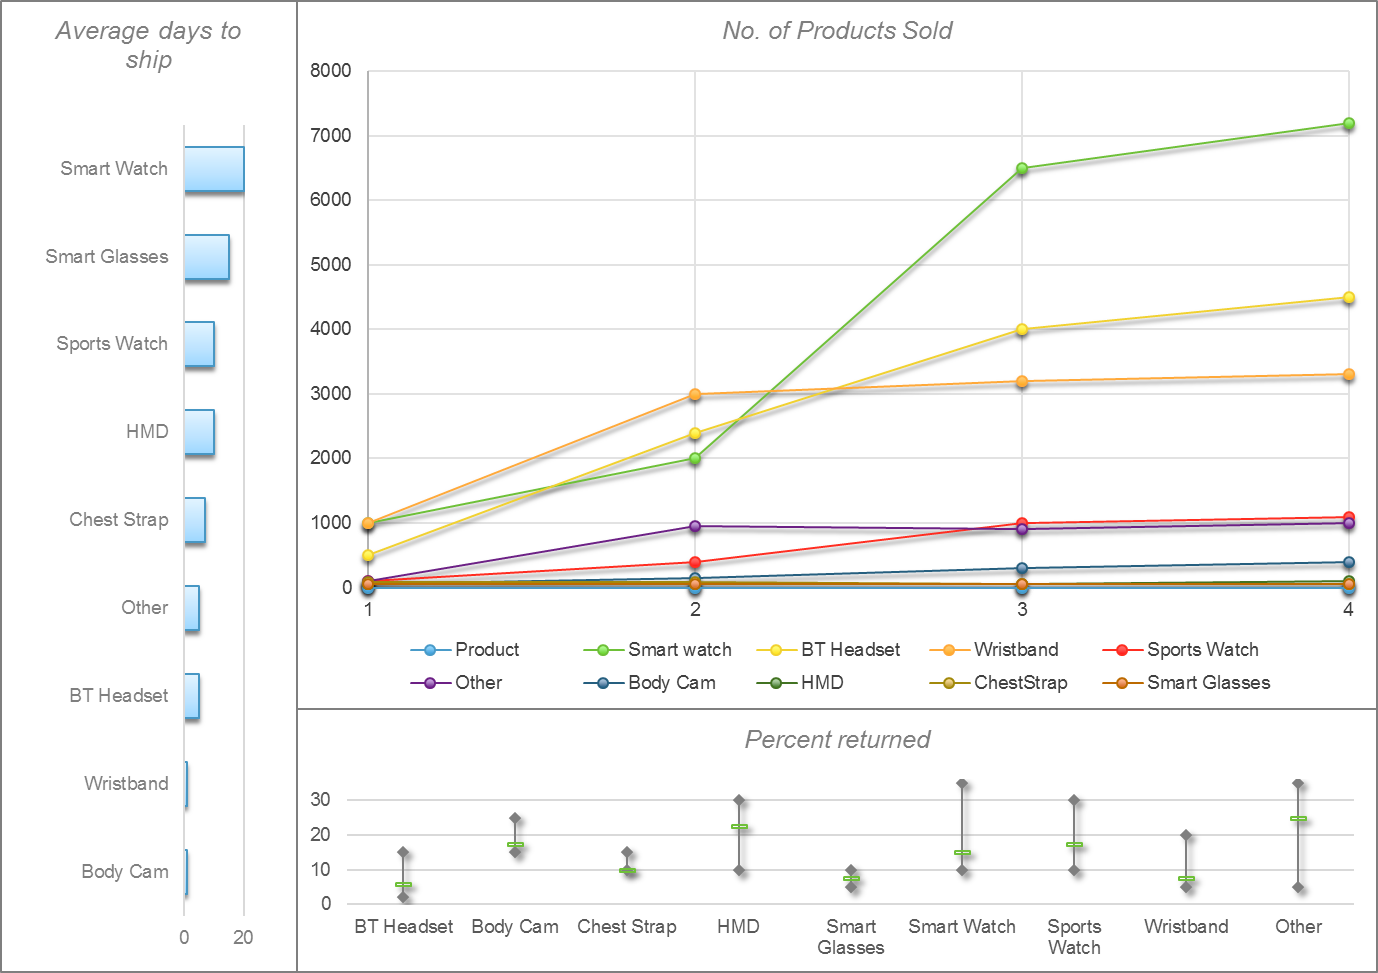 Average days to
ship
Smart Watch
Smart Glasses
Sports Watch
HMD
Chest Strap
Other
BT Headset
Wristband
Body Cam
0 20
No. of Products Sold
8000
7000
6000
5000
4000
3000
2000
1000
0
1 2 3 4
Product Smart watch BT Headset Wristband Sports Watch
Other Body Cam HMD ChestStrap Smart Glasses
Percent returned
30
20
10
0
BT Headset Body Cam Chest Strap HMD Smart Smart Watch Sports Wristband Other
Glasses Watch